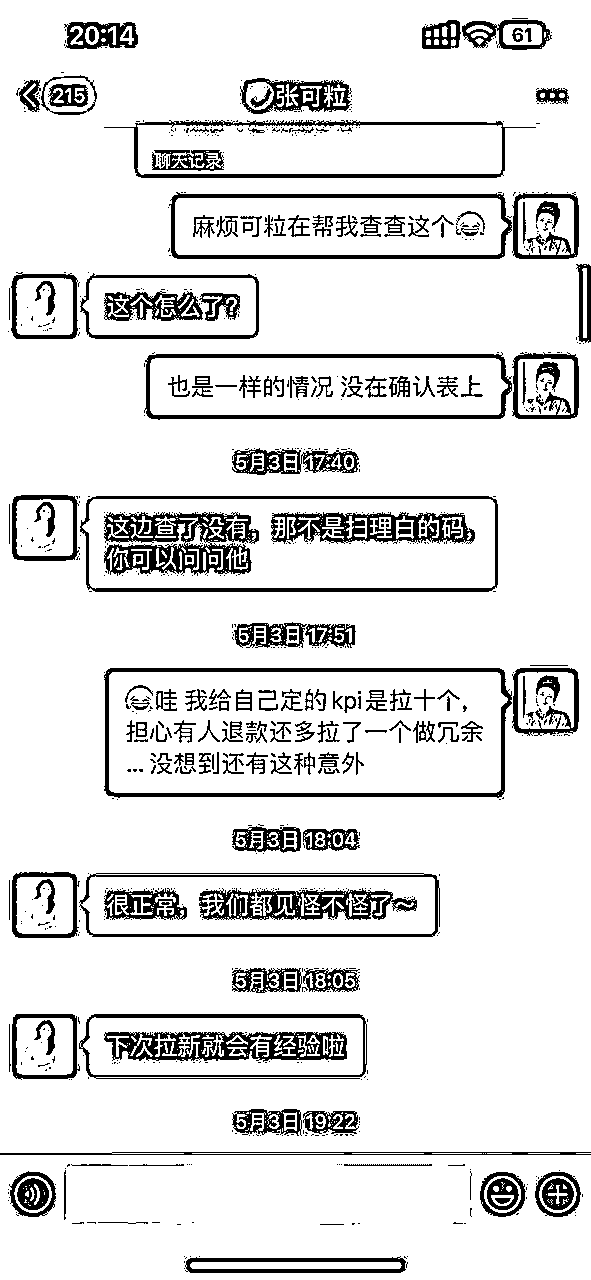 20:14
61
215
张可粒
聊天记录
麻烦可粒在帮我查查这个
这个怎么了?
也是一样的情况 没在确认表上
5月3日 17:40
这边查了没有，那不是扫理白的码，
你可以问问他
5月3日 17:51
哇 我给自己定的kpi是拉十个，
担心有人退款还多拉了一个做冗余
... 没想到还有这种意外
5月3日 18:04
很正常，我们都见怪不怪了～
5月3日 18:05
下次拉新就会有经验啦
5月3日 19:22